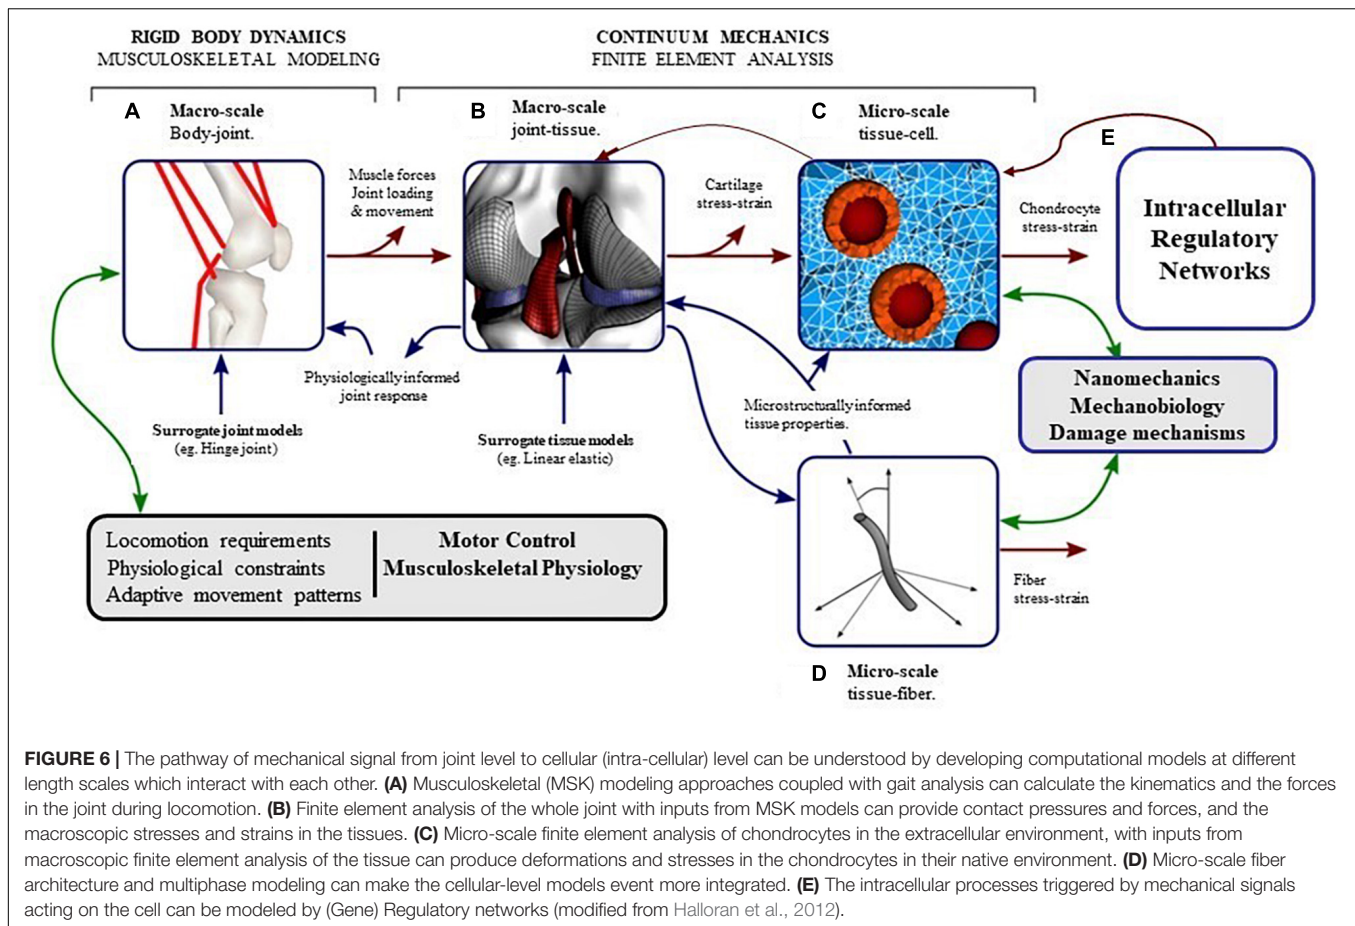 RIGID BODY DYNAMICS
MUSCULOSKELETAL MODELING
CONTINUUM MECHANICS
FINITE ELEMENT ANALYSIS
A
Macro-scale
Body-joint.
B
Macro-scale
joint-tissue.
C
Micro-scale
tissue-cell.
E
Muscle forces
Joint loading
& movement
Cartilage
stress-strain
Chondrocyte
stress-strain
Intracellular
Regulatory
Networks
Physiologically informed
joint response
Surrogate joint models
(eg. Hinge joint)
Surrogate tissue models
(eg. Linear elastic)
Microstructurally informed
tissue properties.
Nanomechanics
Mechanobiology
Damage mechanisms
Locomotion requirements
Physiological constraints
Adaptive movement patterns
Motor Control
Musculoskeletal Physiology
Fiber
stress-strain
D
Micro-scale
tissue-fiber.
FIGURE 6 | The pathway of mechanical signal from joint level to cellular (intra-cellular) level can be understood by developing computational models at different
length scales which interact with each other. (A) Musculoskeletal (MSK) modeling approaches coupled with gait analysis can calculate the kinematics and the forces
in the joint during locomotion. (B) Finite element analysis of the whole joint with inputs from MSK models can provide contact pressures and forces, and the
macroscopic stresses and strains in the tissues. (C) Micro-scale finite element analysis of chondrocytes in the extracellular environment, with inputs from
macroscopic finite element analysis of the tissue can produce deformations and stresses in the chondrocytes in their native environment. (D) Micro-scale fiber
architecture and multiphase modeling can make the cellular-level models event more integrated. (E) The intracellular processes triggered by mechanical signals
acting on the cell can be modeled by (Gene) Regulatory networks (modified from Halloran et al., 2012).